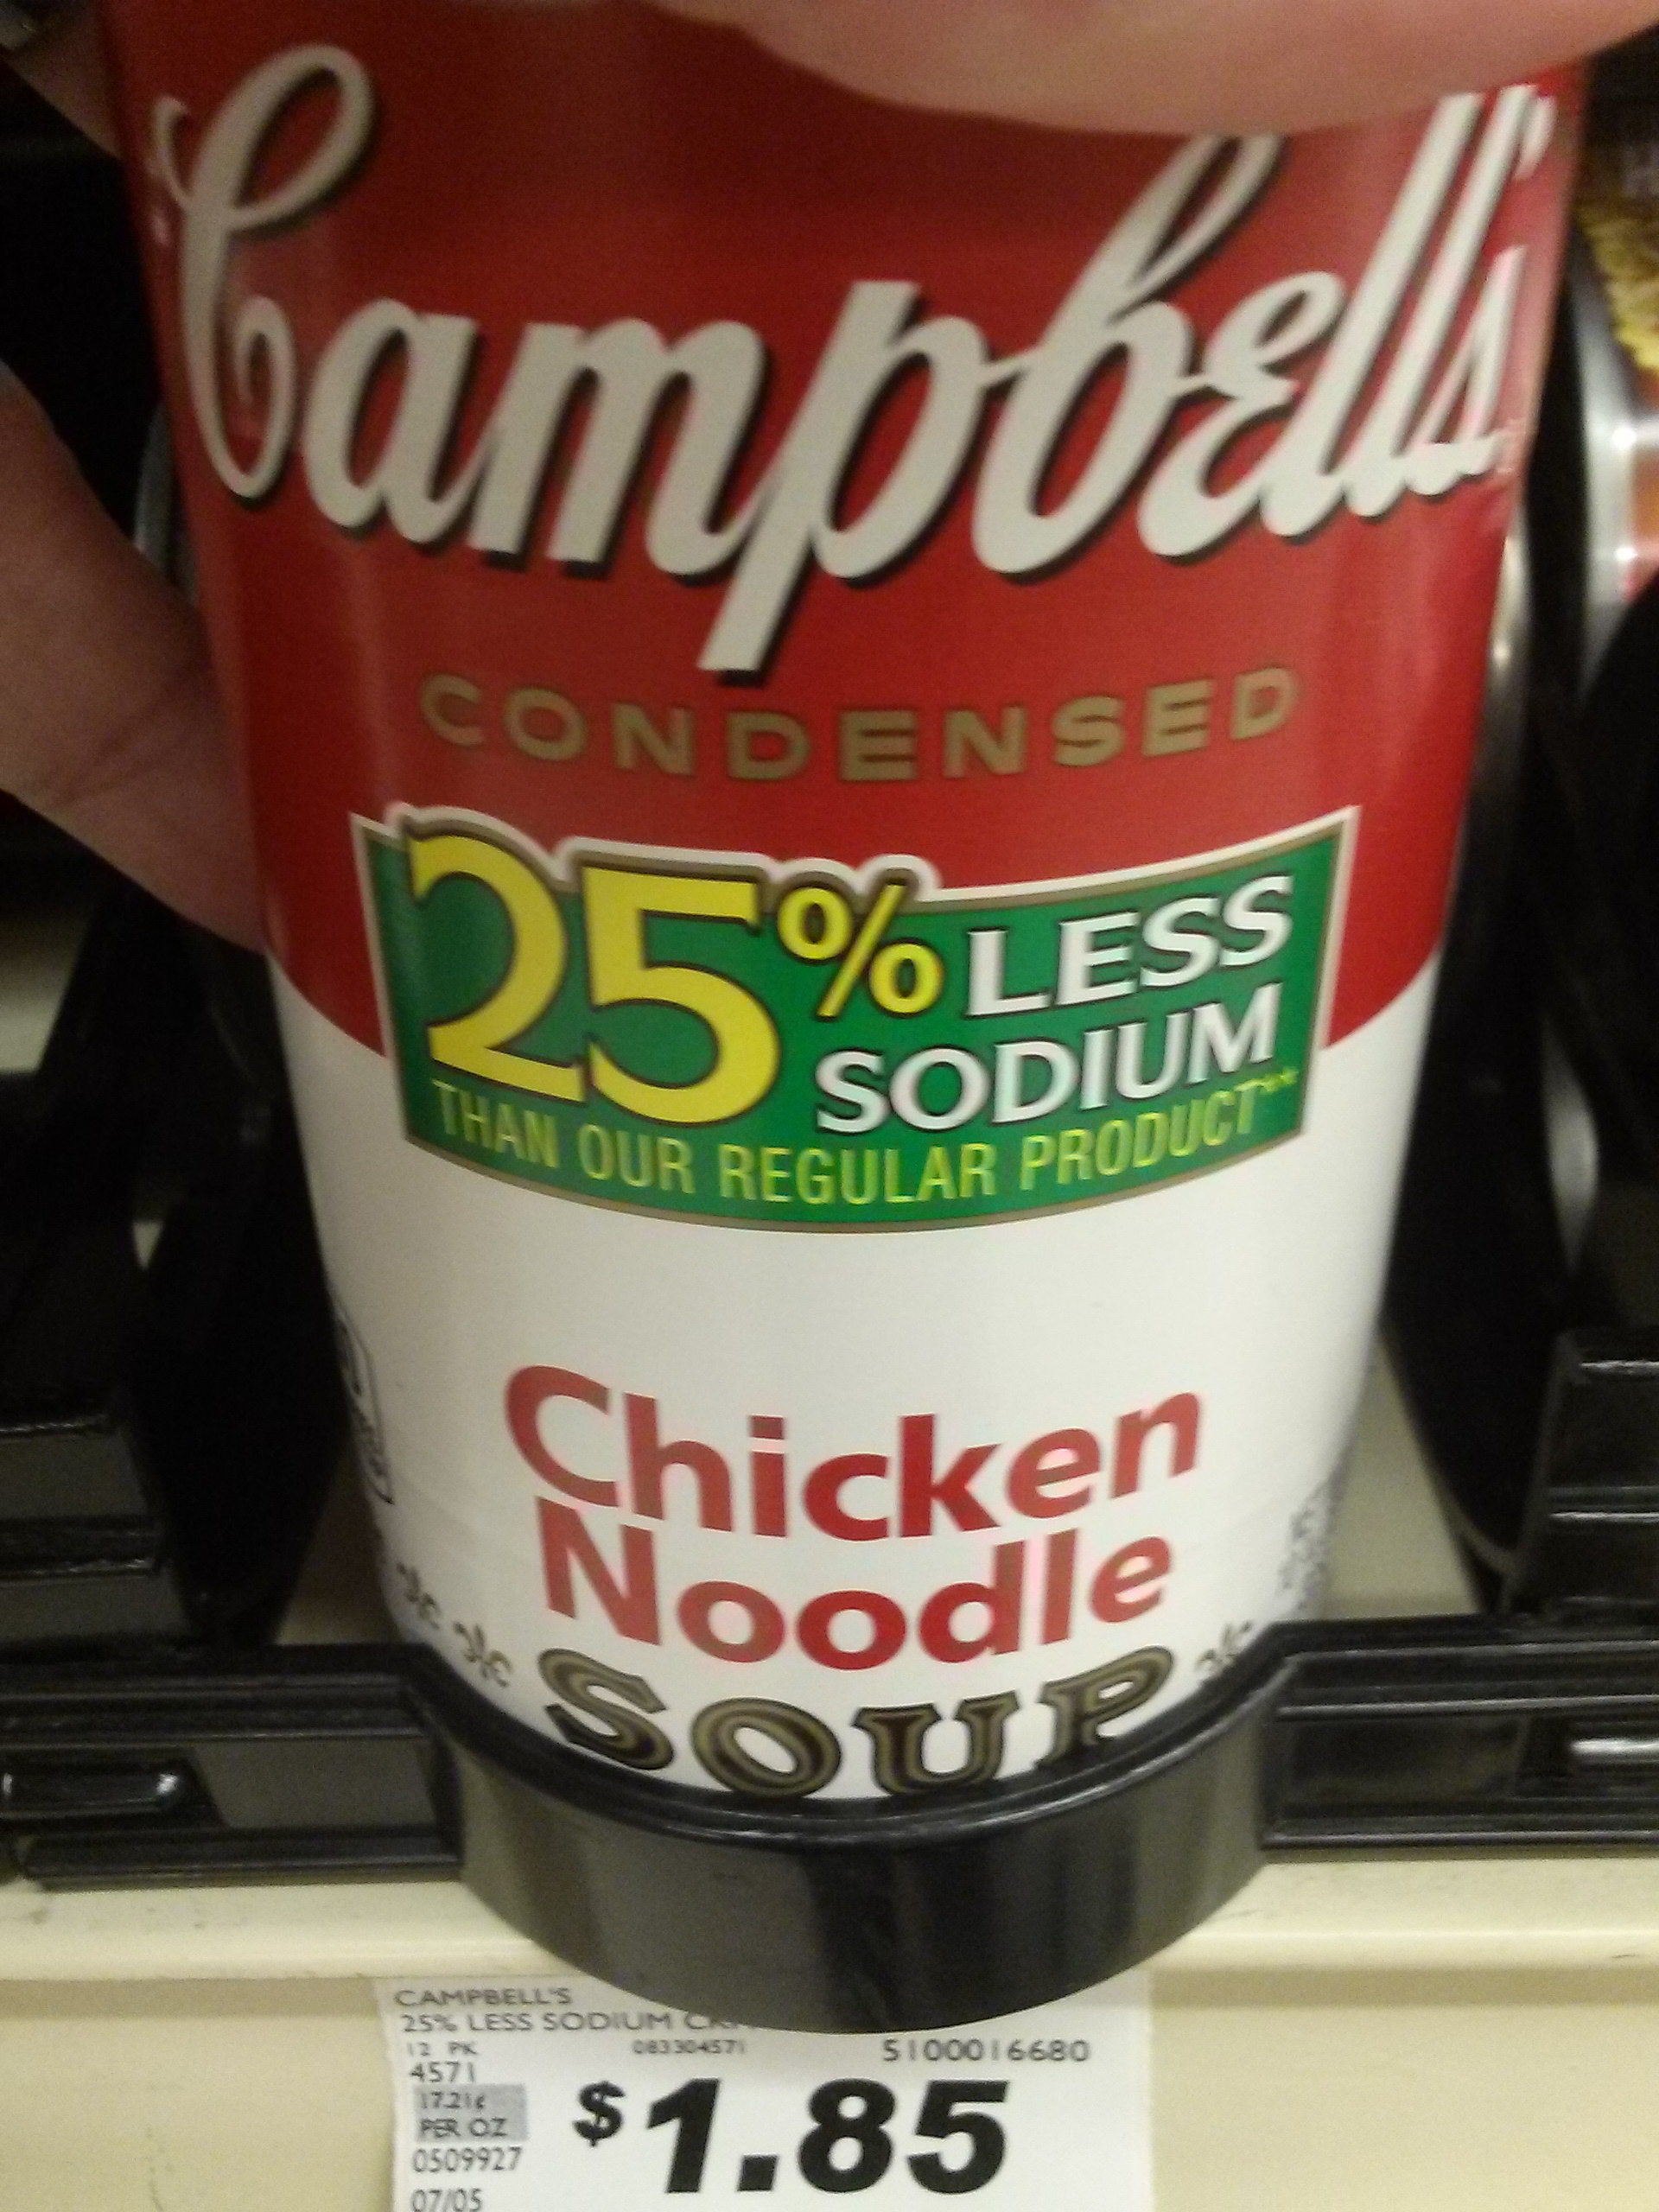 Campbell's
CONDENSED
25% LESS
SODIUM
THAN OUR REGULAR PRODUCT**
Chicken
Noodle
SOUP
CAMPBELL'S
25% LESS SODIUM
12 PK 083304571 5100016680
4571
17.21¢
PER OZ
$1.85
0509927
07/05